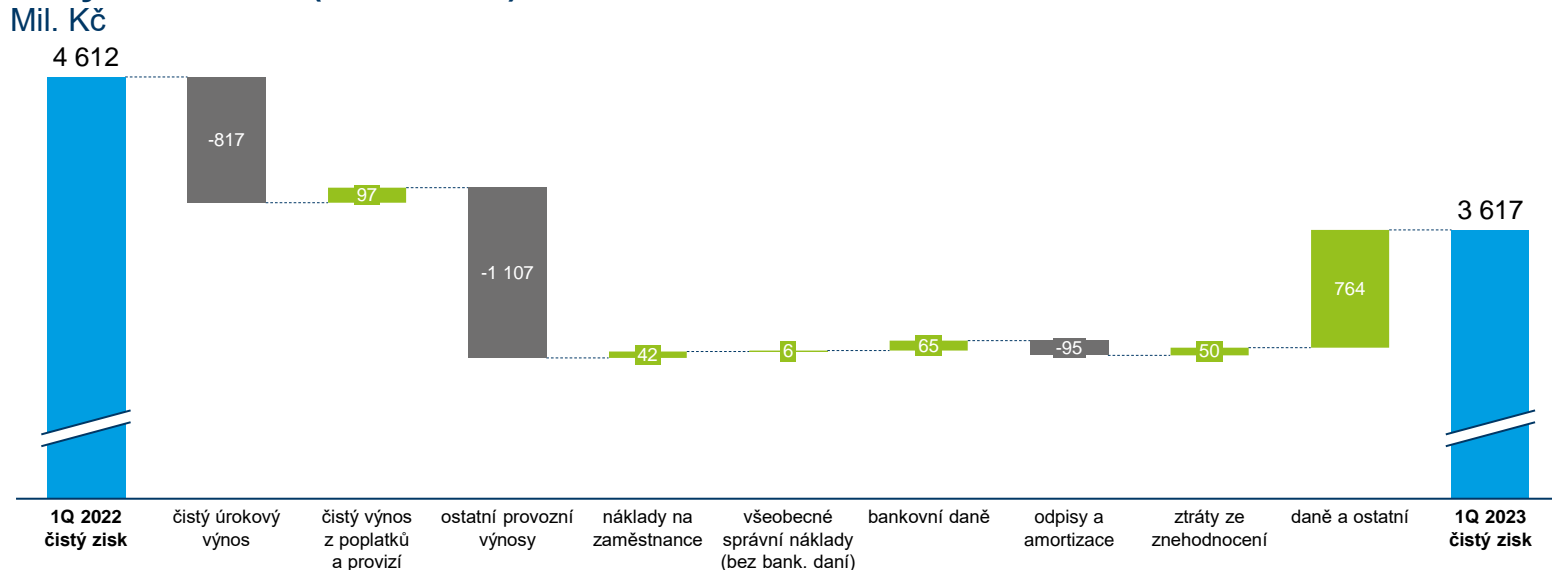 Mil. Kč
4 612
-817
97
-1 107
42
6
65
-95
50
764
3 617
1Q 2022
čistý zisk
čistý úrokový
výnos
čistý výnos
z poplatků
a provizí
ostatní provozní
výnosy
náklady na
zaměstnance
všeobecné
správní náklady
(bez bank. daní)
bankovní daně
odpisy a
amortizace
ztráty ze
znehodnocení
daně a ostatní
1Q 2023
čistý zisk